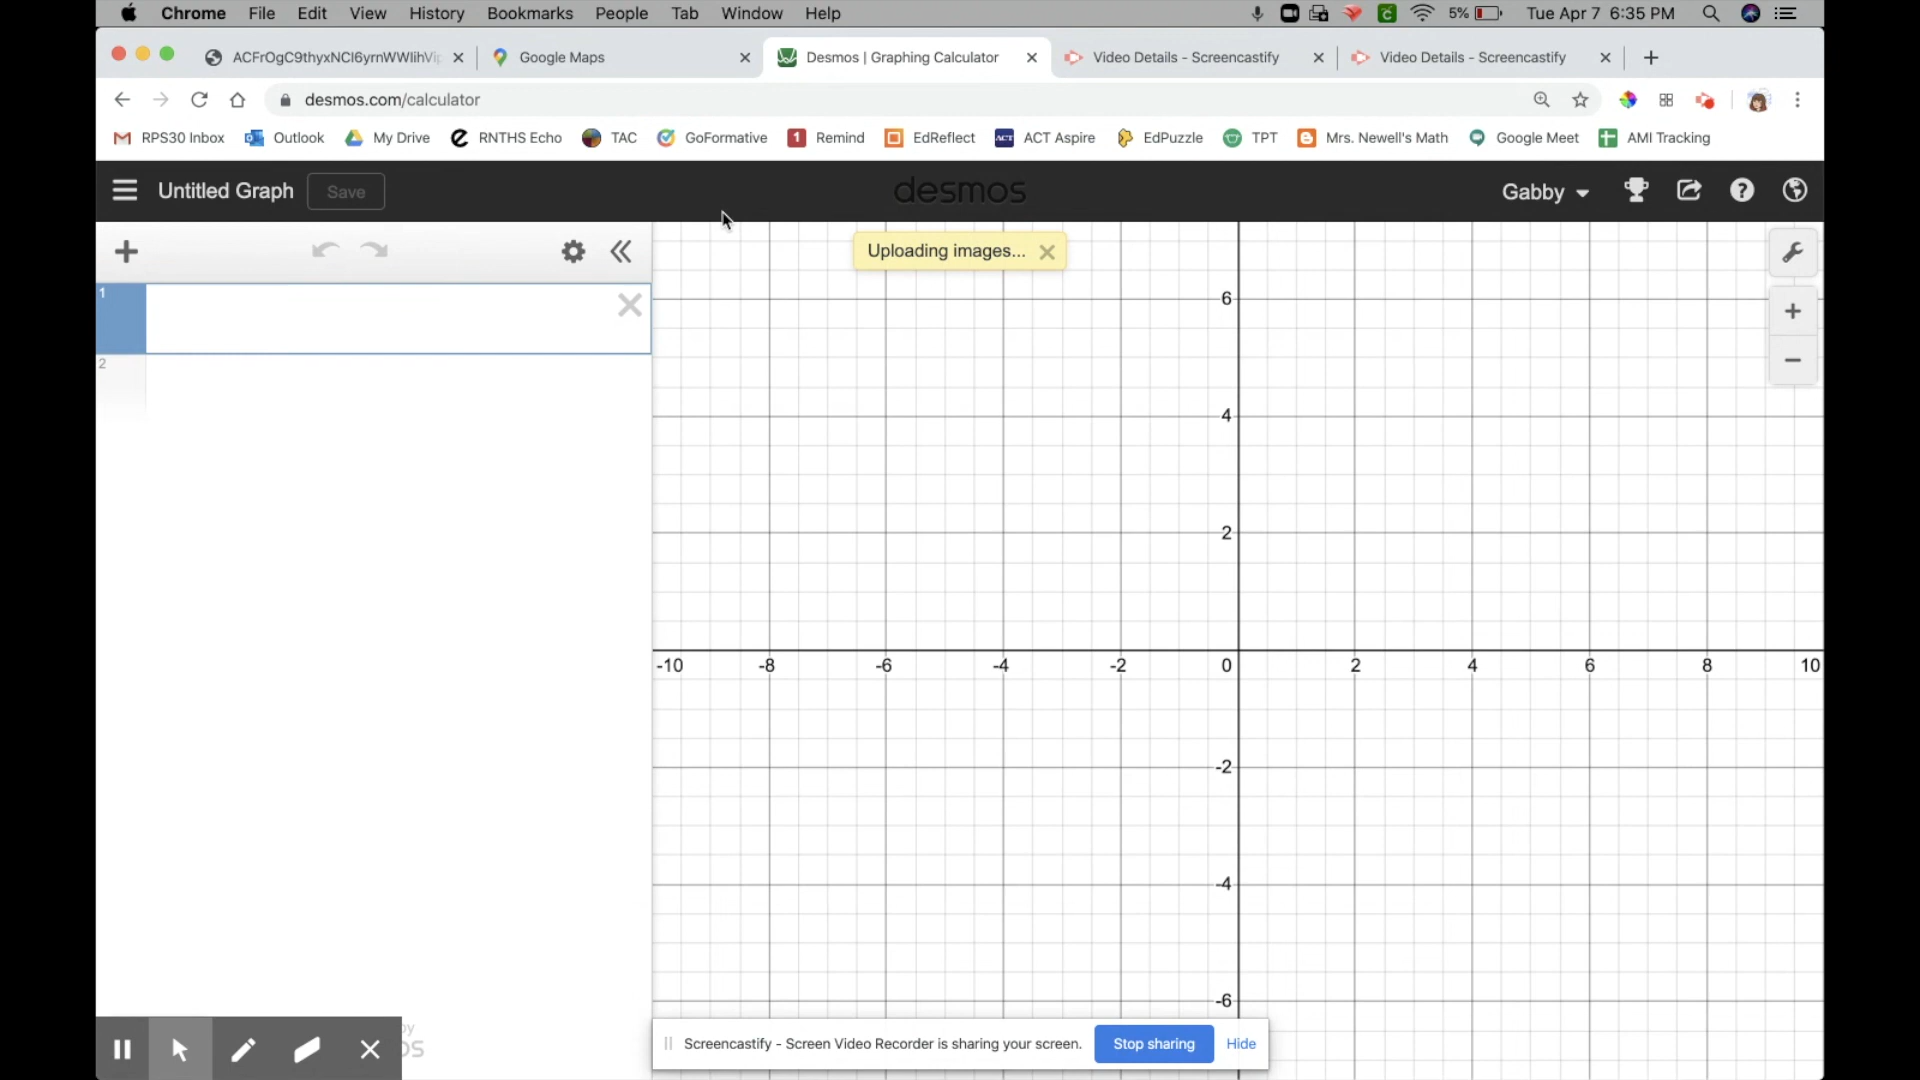 Chrome File Edit View History Bookmarks People Tab Window Help 5% Tue Apr 7 6:35 PM
ACFrOgC9thyxNCl6yrnWWlihVi Google Maps Desmos | Graphing Calculator Video Details - Screencastify Video Details - Screencastify
desmos.com/calculator
RPS30 Inbox Outlook My Drive RNTHS Echo TAC GoFormative 1 Remind EdReflect ACT ACT Aspire EdPuzzle TPT Mrs. Newell's Math Google Meet AMI Tracking
Untitled Graph Save desmos Gabby
Uploading images...
1
2
6
4
2
-10 -8 -6 -4 -2 0 2 4 6 8 10
-2
-4
-6
by
os
Screencastify - Screen Video Recorder is sharing your screen. Stop sharing Hide